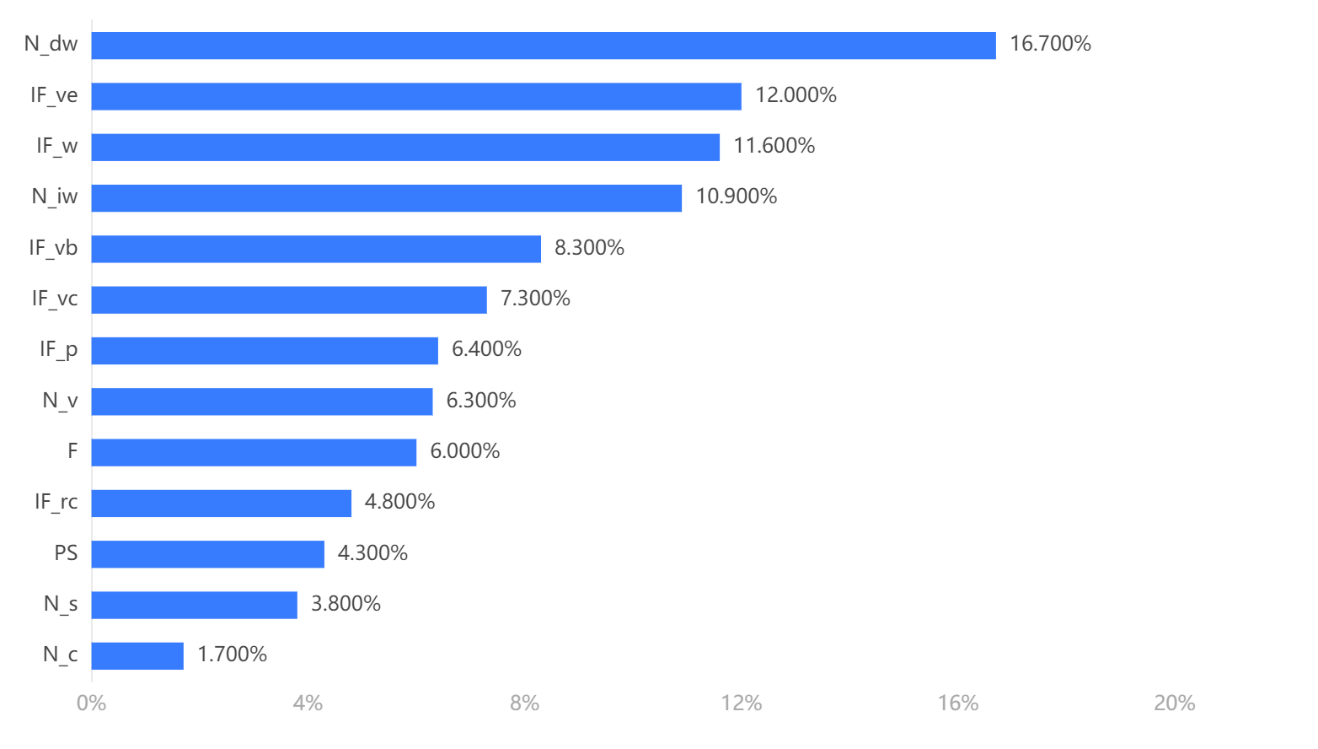 N_dw 16.700%
IF_ve 12.000%
IF_w 11.600%
N_iw 10.900%
IF_vb 8.300%
IF_vc 7.300%
IF_p 6.400%
N_v 6.300%
F 6.000%
IF_rc 4.800%
PS 4.300%
N_s 3.800%
N_c 1.700%
0% 4% 8% 12% 16% 20%